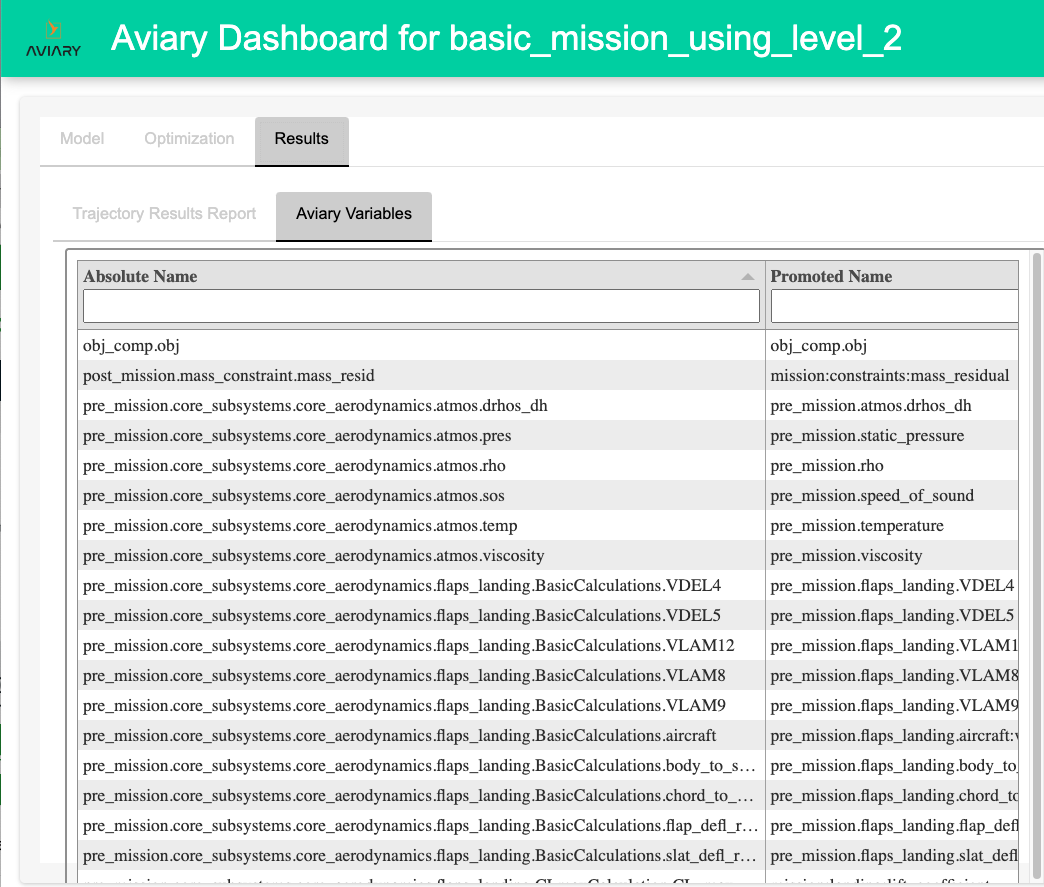 AVIARY
Aviary Dashboard for basic_mission_using_level_2
Model Optimization Results
Trajectory Results Report Aviary Variables
Absolute Name Promoted Name
obj_comp.obj obj_comp.obj
post_mission.mass_constraint.mass_resid mission:constraints:mass_residual
pre_mission.core_subsystems.core_aerodynamics.atmos.drhos_dh pre_mission.atmos.drhos_dh
pre_mission.core_subsystems.core_aerodynamics.atmos.pres pre_mission.static_pressure
pre_mission.core_subsystems.core_aerodynamics.atmos.rho pre_mission.rho
pre_mission.core_subsystems.core_aerodynamics.atmos.sos pre_mission.speed_of_sound
pre_mission.core_subsystems.core_aerodynamics.atmos.temp pre_mission.temperature
pre_mission.core_subsystems.core_aerodynamics.atmos.viscosity pre_mission.viscosity
pre_mission.core_subsystems.core_aerodynamics.flaps_landing.BasicCalculations.VDEL4 pre_mission.flaps_landing.VDEL4
pre_mission.core_subsystems.core_aerodynamics.flaps_landing.BasicCalculations.VDEL5 pre_mission.flaps_landing.VDEL5
pre_mission.core_subsystems.core_aerodynamics.flaps_landing.BasicCalculations.VLAM12 pre_mission.flaps_landing.VLAM1
pre_mission.core_subsystems.core_aerodynamics.flaps_landing.BasicCalculations.VLAM8 pre_mission.flaps_landing.VLAM8
pre_mission.core_subsystems.core_aerodynamics.flaps_landing.BasicCalculations.VLAM9 pre_mission.flaps_landing.VLAM9
pre_mission.core_subsystems.core_aerodynamics.flaps_landing.BasicCalculations.aircraft pre_mission.flaps_landing.aircraft:
pre_mission.core_subsystems.core_aerodynamics.flaps_landing.BasicCalculations.body_to_s… pre_mission.flaps_landing.body_to_
pre_mission.core_subsystems.core_aerodynamics.flaps_landing.BasicCalculations.chord_to_… pre_mission.flaps_landing.chord_to
pre_mission.core_subsystems.core_aerodynamics.flaps_landing.BasicCalculations.flap_defl_r… pre_mission.flaps_landing.flap_defl
pre_mission.core_subsystems.core_aerodynamics.flaps_landing.BasicCalculations.slat_defl_r… pre_mission.flaps_landing.slat_defl